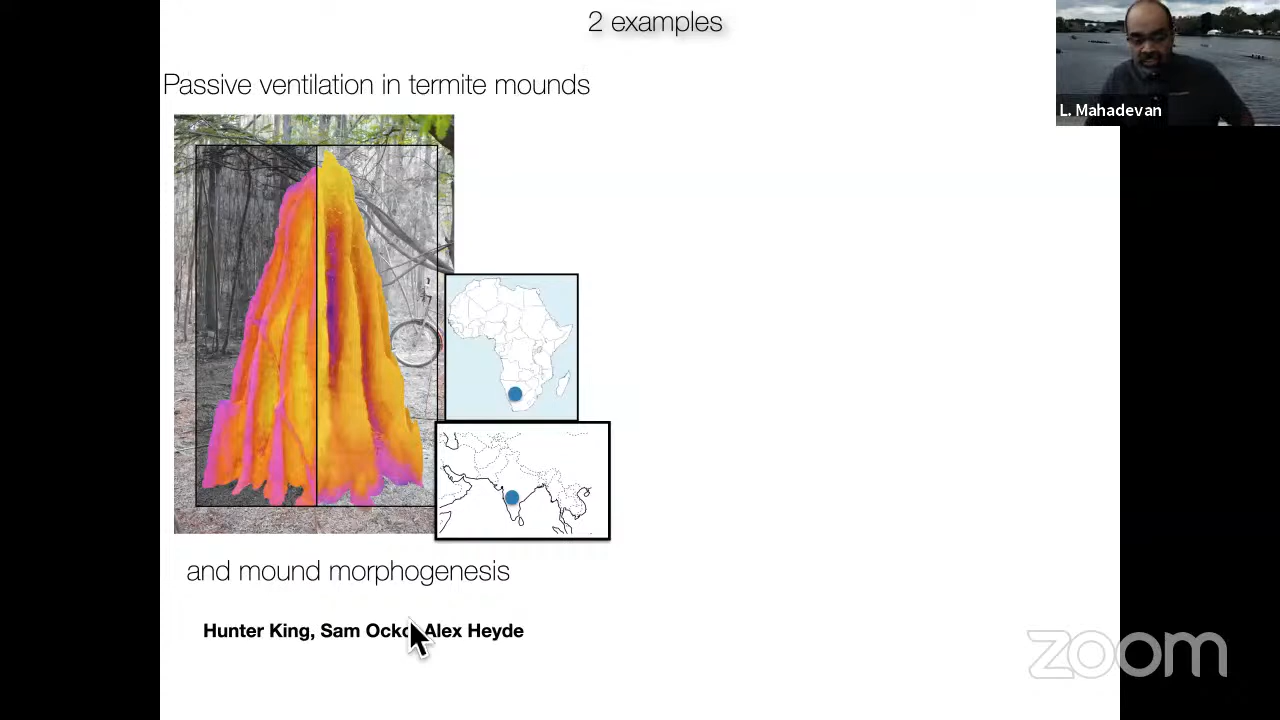 2 examples
L. Mahadevan
Passive ventilation in termite mounds
and mound morphogenesis
Hunter King, Sam Ocko, Alex Heyde
zoom